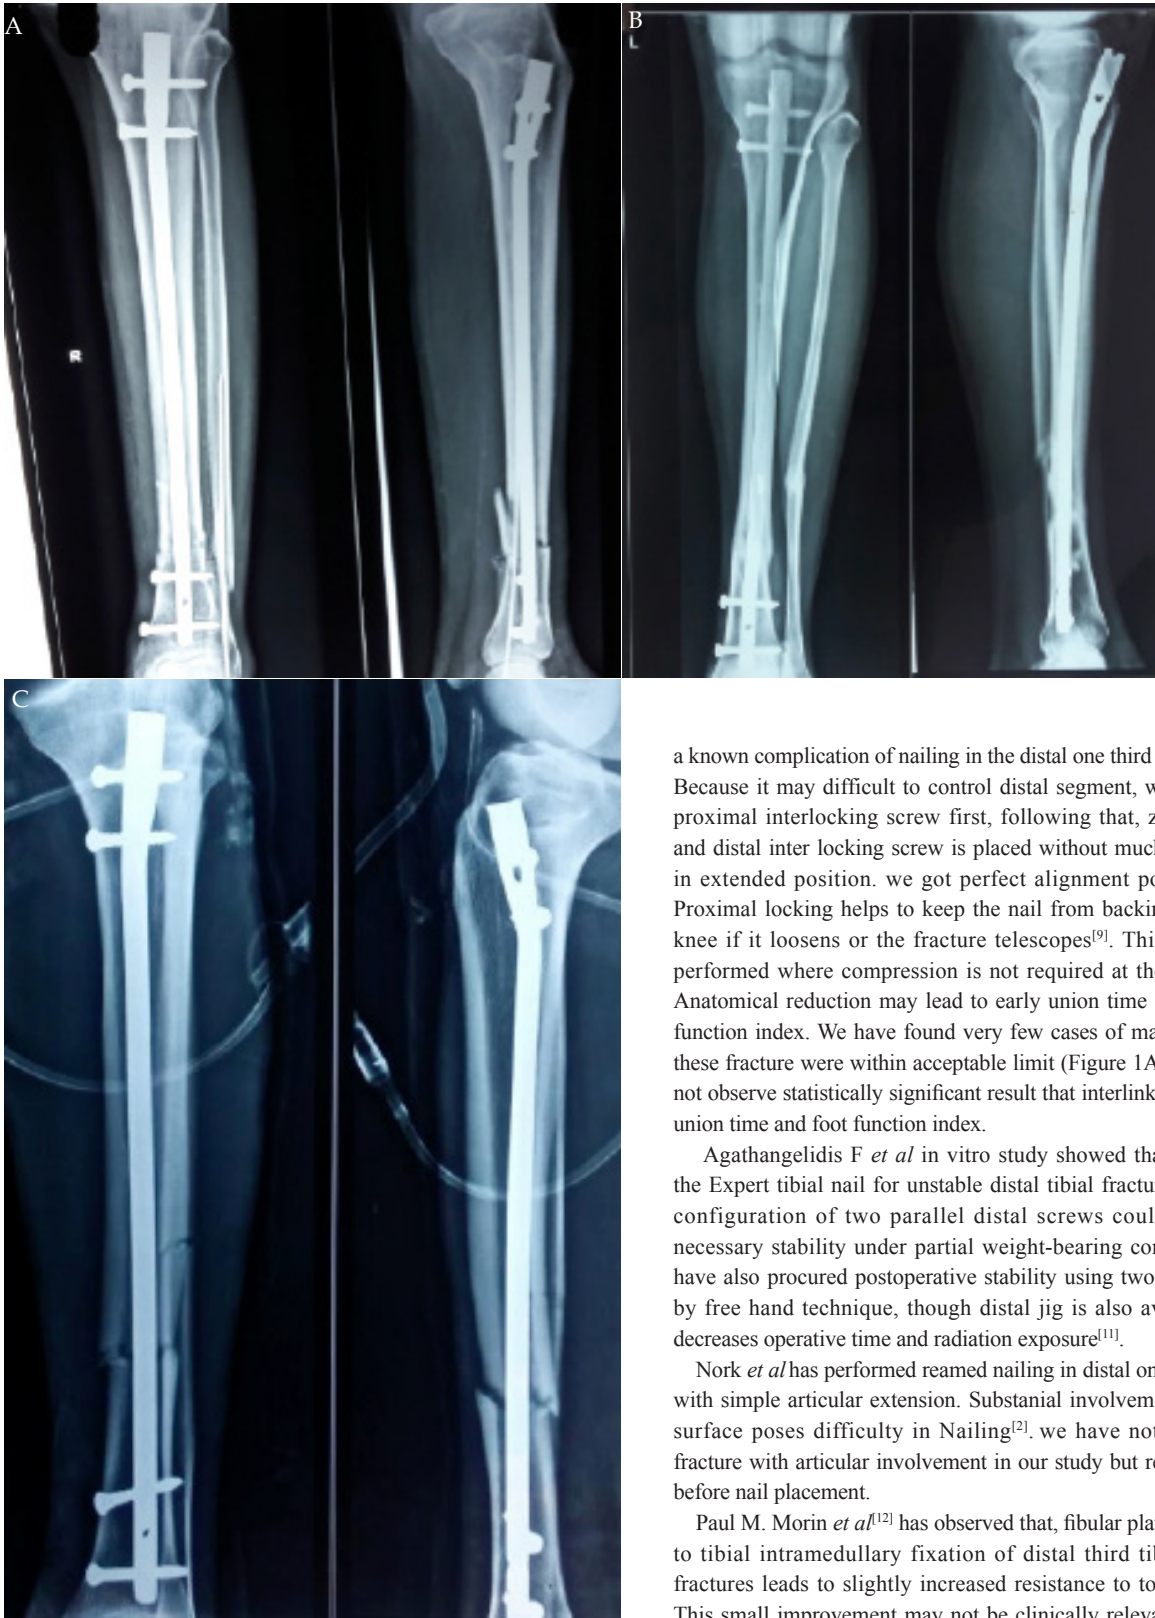 A
B
L
R
C
a known complication of nailing in the distal one third
Because it may difficult to control distal segment, w
proximal interlocking screw first, following that, z
and distal inter locking screw is placed without much
in extended position. we got perfect alignment po
Proximal locking helps to keep the nail from backin
knee if it loosens or the fracture telescopes[9]. Thi
performed where compression is not required at the
Anatomical reduction may lead to early union time
function index. We have found very few cases of ma
these fracture were within acceptable limit (Figure 1A
not observe statistically significant result that interlink
union time and foot function index.
Agathangelidis F et al in vitro study showed tha
the Expert tibial nail for unstable distal tibial fractu
configuration of two parallel distal screws coul
necessary stability under partial weight-bearing con
have also procured postoperative stability using two
by free hand technique, though distal jig is also av
decreases operative time and radiation exposure[11].
Nork et al has performed reamed nailing in distal on
with simple articular extension. Substanial involvem
surface poses difficulty in Nailing[2]. we have not
fracture with articular involvement in our study but re
before nail placement.
Paul M. Morin et al[12] has observed that, fibular plat
to tibial intramedullary fixation of distal third tib
fractures leads to slightly increased resistance to to
This small improvement may not be clinically releva